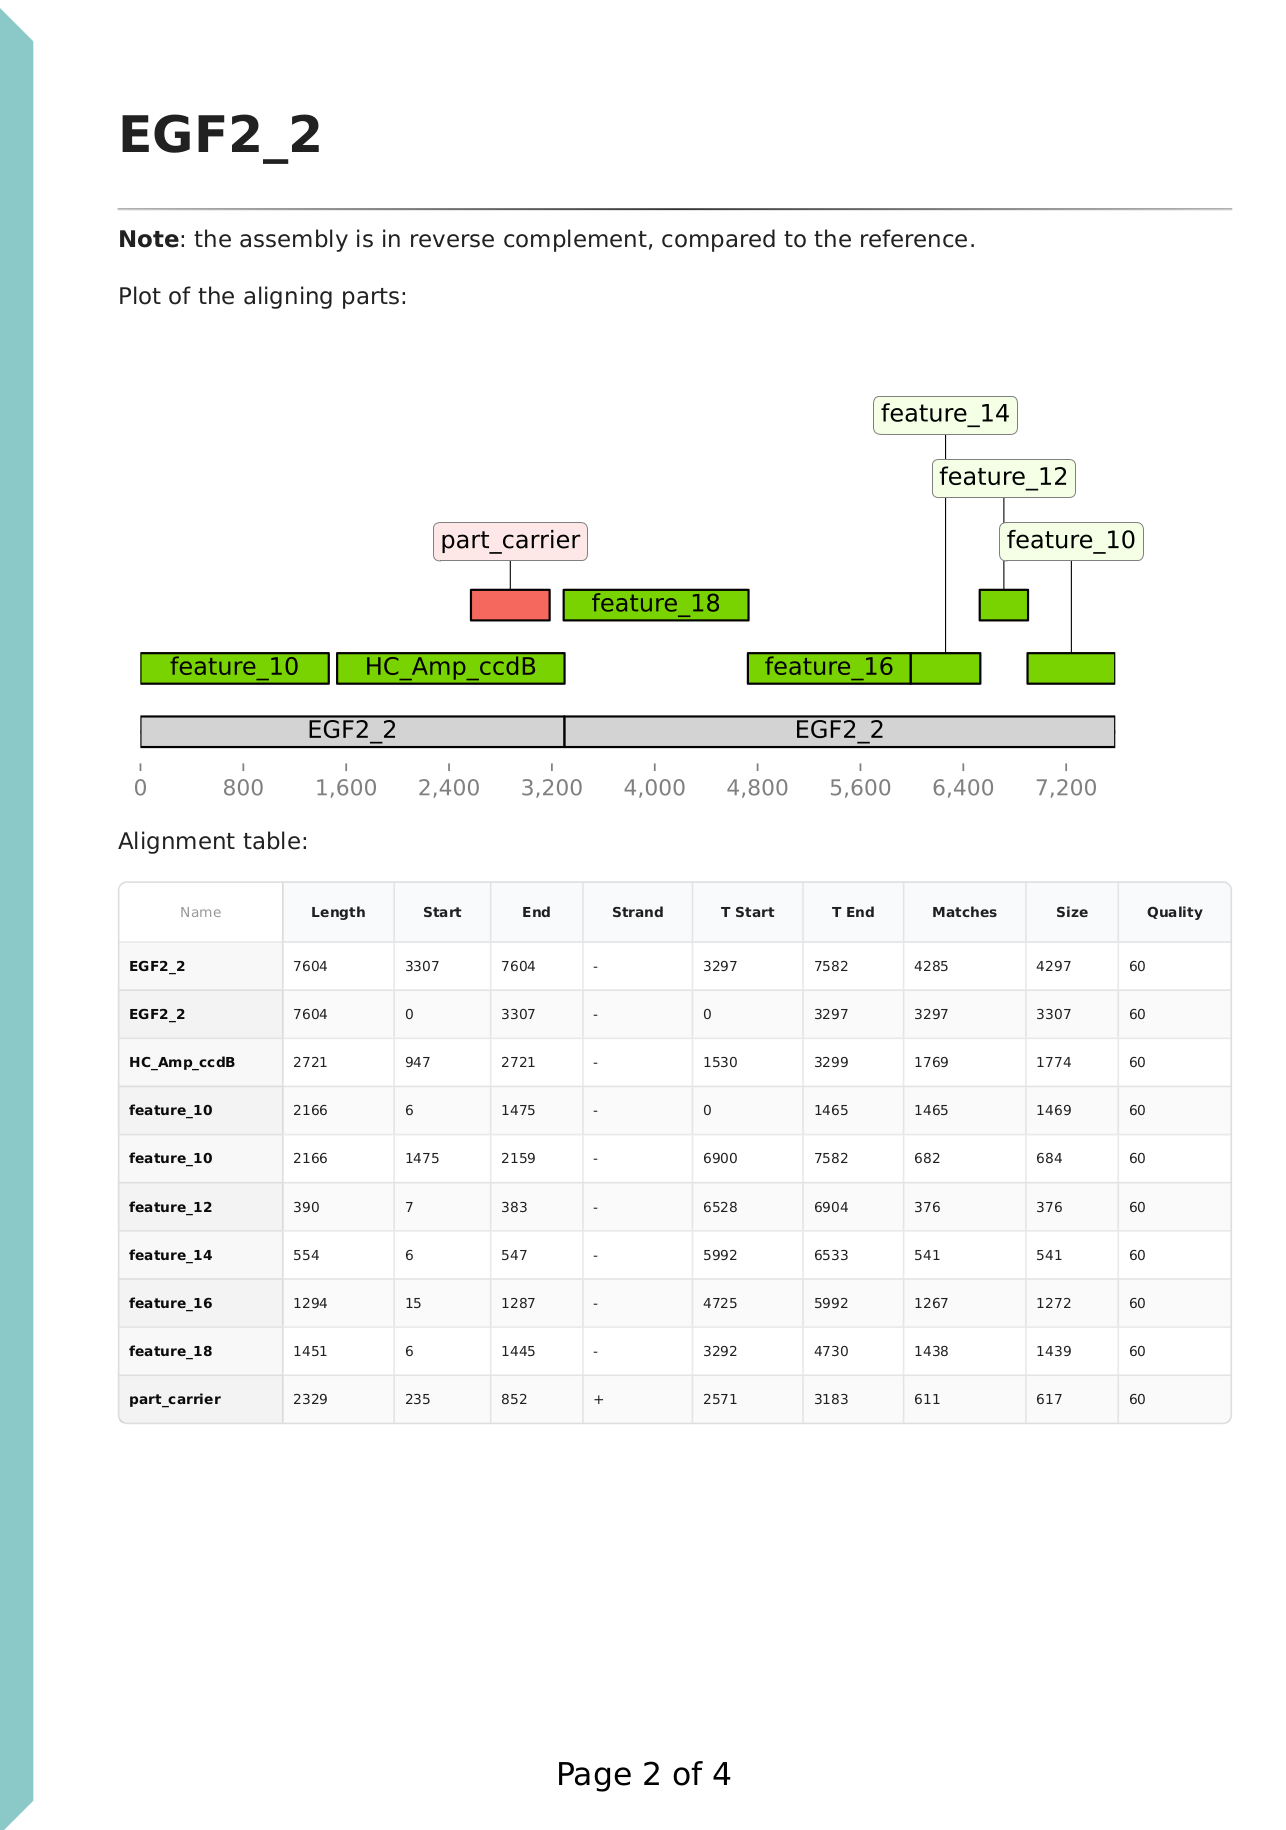 EGF2_2
Note: the assembly is in reverse complement, compared to the reference.
Plot of the aligning parts:
feature_14
feature_12
part_carrier feature_10
feature_18
feature_10 HC_Amp_ccdB feature_16
EGF2_2 EGF2_2
0 800 1,600 2,400 3,200 4,000 4,800 5,600 6,400 7,200
Alignment table:
Name Length Start End Strand T Start T End Matches Size Quality
EGF2_2 7604 3307 7604 - 3297 7582 4285 4297 60
EGF2_2 7604 0 3307 - 0 3297 3297 3307 60
HC_Amp_ccdB 2721 947 2721 - 1530 3299 1769 1774 60
feature_10 2166 6 1475 - 0 1465 1465 1469 60
feature_10 2166 1475 2159 - 6900 7582 682 684 60
feature_12 390 7 383 - 6528 6904 376 376 60
feature_14 554 6 547 - 5992 6533 541 541 60
feature_16 1294 15 1287 - 4725 5992 1267 1272 60
feature_18 1451 6 1445 - 3292 4730 1438 1439 60
part_carrier 2329 235 852 + 2571 3183 611 617 60
Page 2 of 4